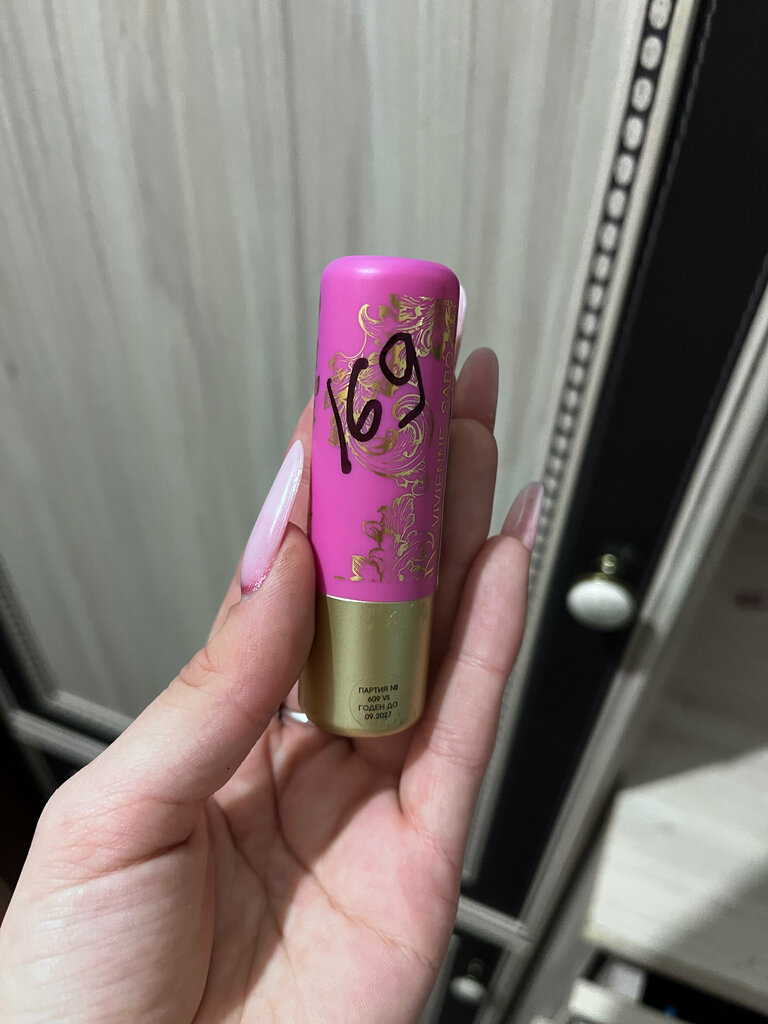 169
VIVIENNE SABO
ПАРТИЯ №
609 VS
ГОДЕН ДО
09.2027